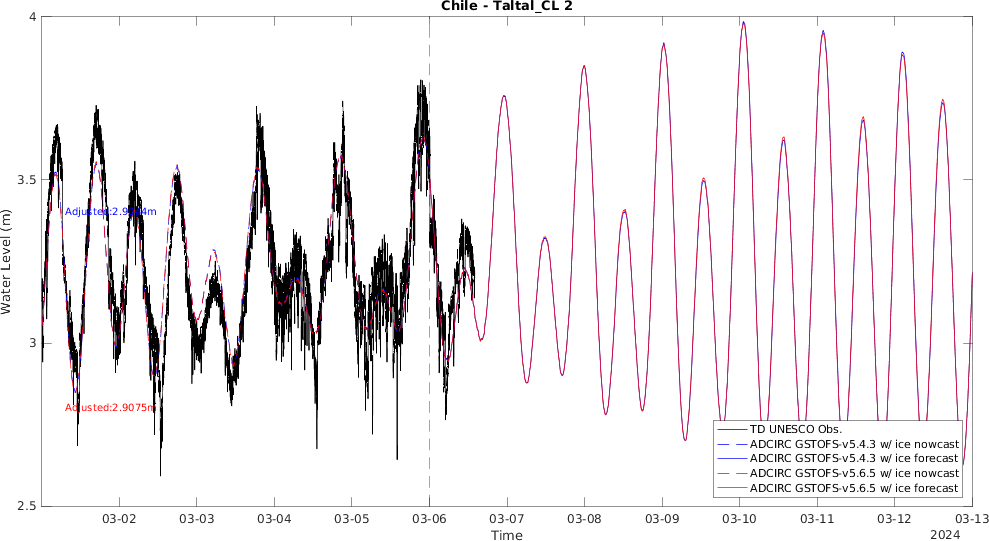 Chile - Taltal_CL 2
4
3.5
3
2.5
Water Level (m)
Adjusted:2.9075m
03-02
03-03
03-04
03-05
03-06
03-07
03-08
03-09
03-10
03-11
03-12
03-13
Time
2024
TD UNESCO Obs.
ADCIRC GSTOFS-v5.4.3 w/ ice nowcast
ADCIRC GSTOFS-v5.4.3 w/ ice forecast
ADCIRC GSTOFS-v5.6.5 w/ ice nowcast
ADCIRC GSTOFS-v5.6.5 w/ ice forecast